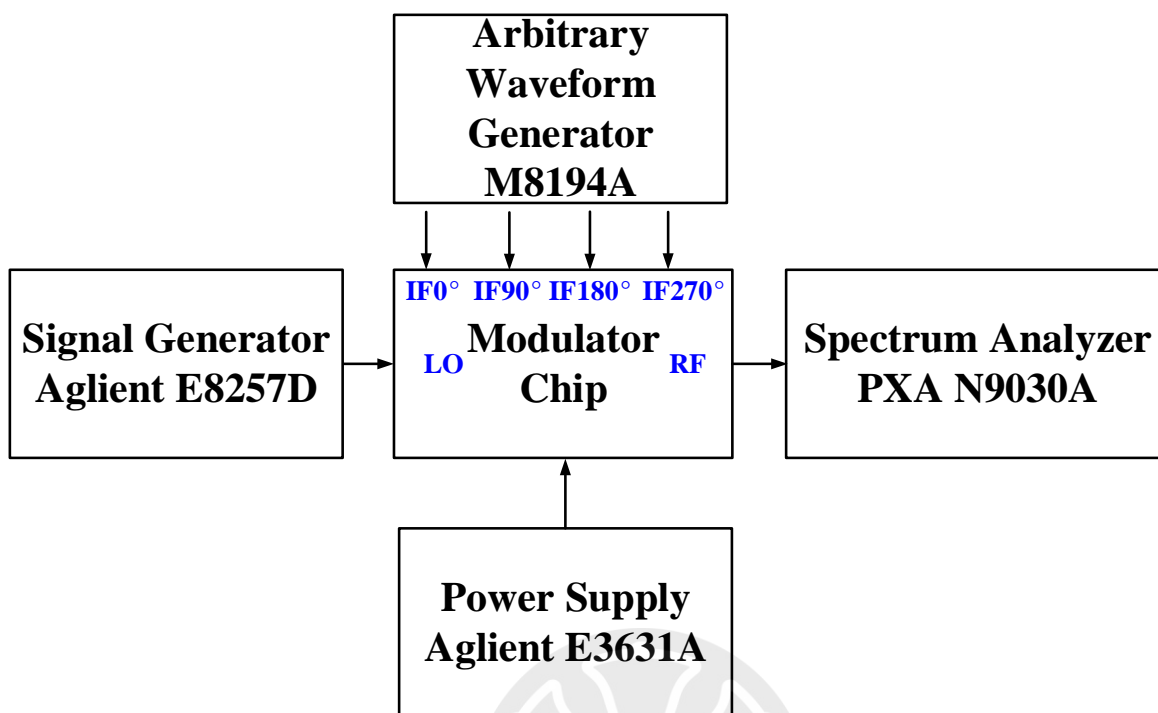 Arbitrary
Waveform
Generator
M8194A
IF0° IF90° IF180° IF270°
Signal Generator
Aglient E8257D
LO
Modulator
Chip
RF
Spectrum Analyzer
PXA N9030A
Power Supply
Aglient E3631A